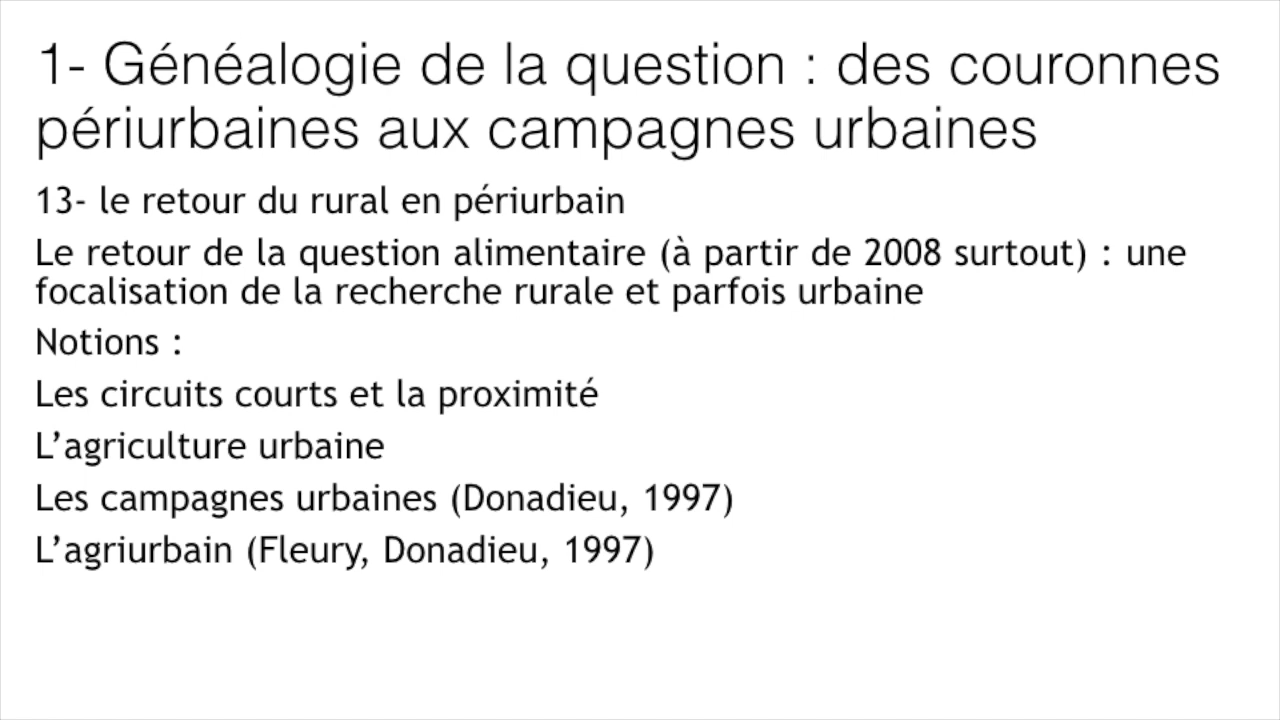 1- Généalogie de la question : des couronnes
périurbaines aux campagnes urbaines
13- le retour du rural en périurbain
Le retour de la question alimentaire (à partir de 2008 surtout) : une
focalisation de la recherche rurale et parfois urbaine
Notions :
Les circuits courts et la proximité
L’agriculture urbaine
Les campagnes urbaines (Donadieu, 1997)
L’agriurbain (Fleury, Donadieu, 1997)